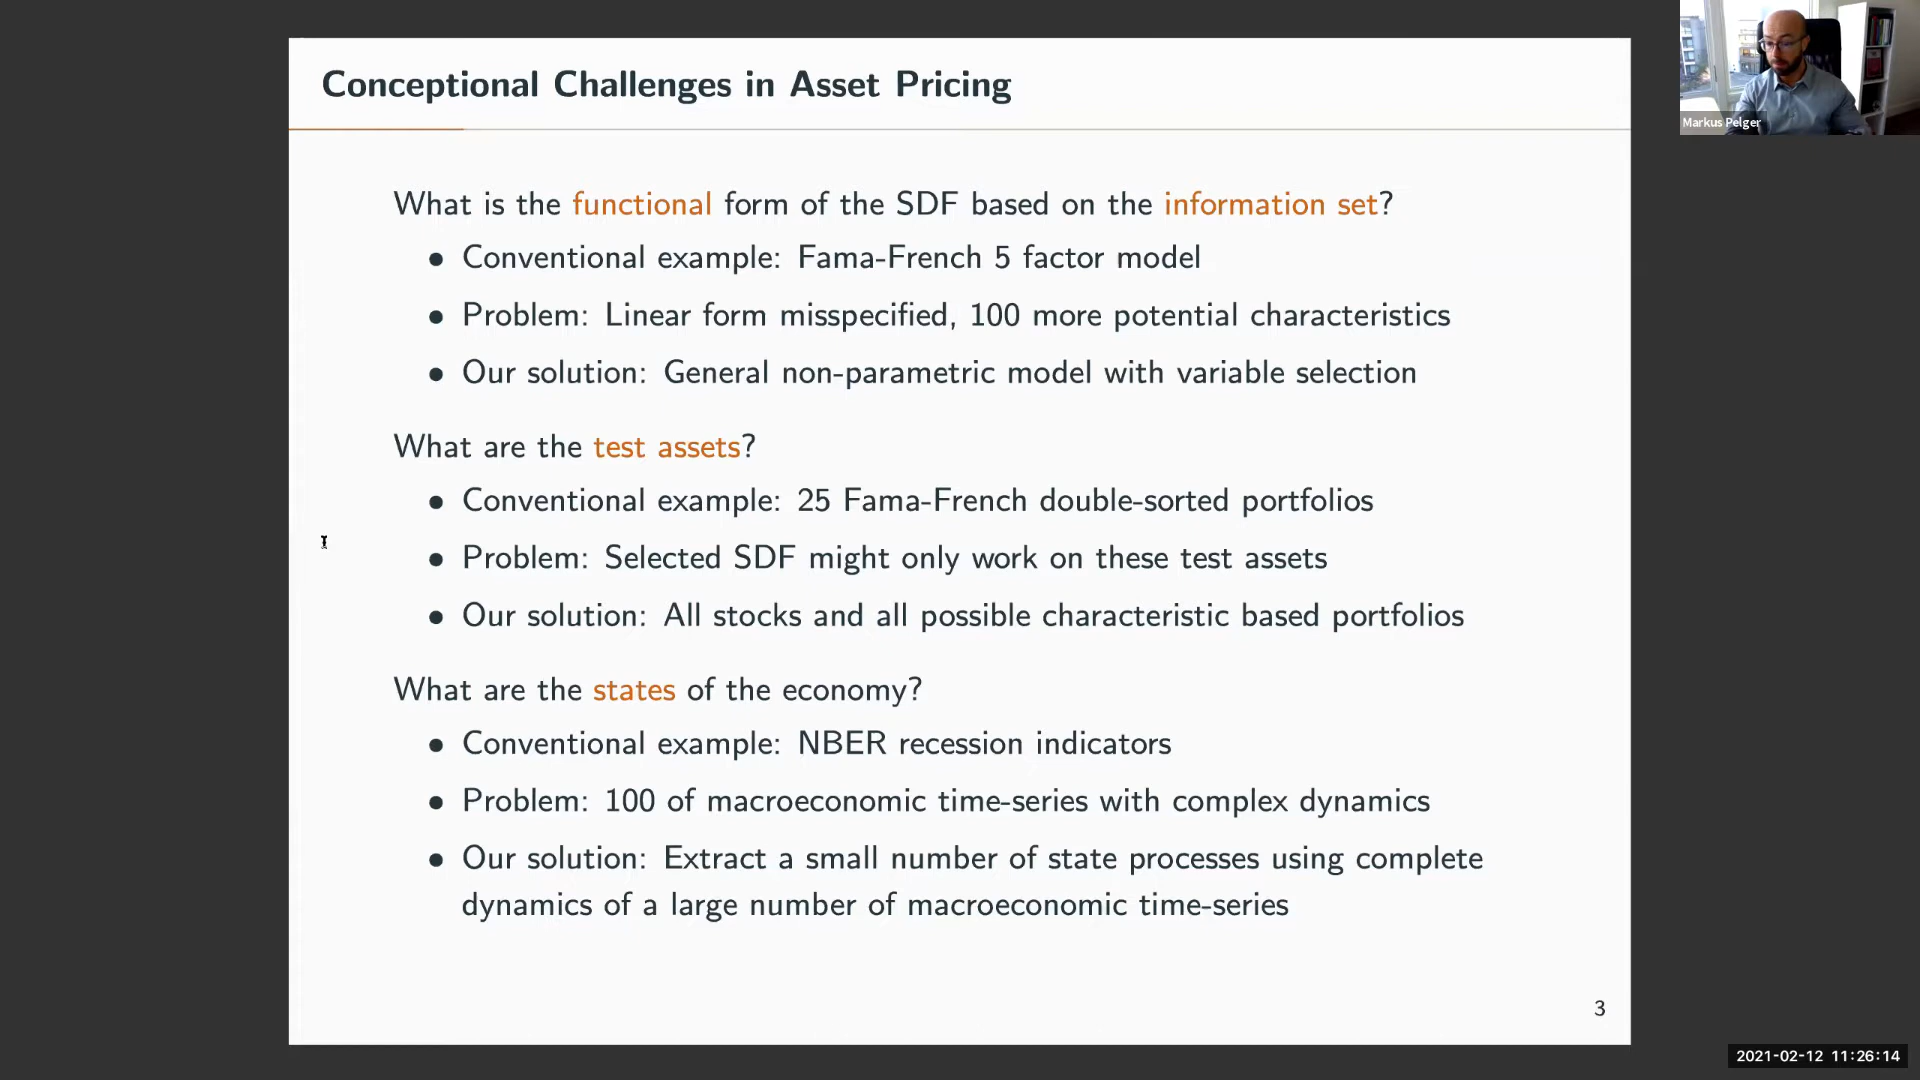 Conceptional Challenges in Asset Pricing
Markus Pelger
What is the functional form of the SDF based on the information set?
• Conventional example: Fama-French 5 factor model
• Problem: Linear form misspecified, 100 more potential characteristics
• Our solution: General non-parametric model with variable selection
What are the test assets?
• Conventional example: 25 Fama-French double-sorted portfolios
• Problem: Selected SDF might only work on these test assets
• Our solution: All stocks and all possible characteristic based portfolios
What are the states of the economy?
• Conventional example: NBER recession indicators
• Problem: 100 of macroeconomic time-series with complex dynamics
• Our solution: Extract a small number of state processes using complete
dynamics of a large number of macroeconomic time-series
3
2021-02-12 11:26:14